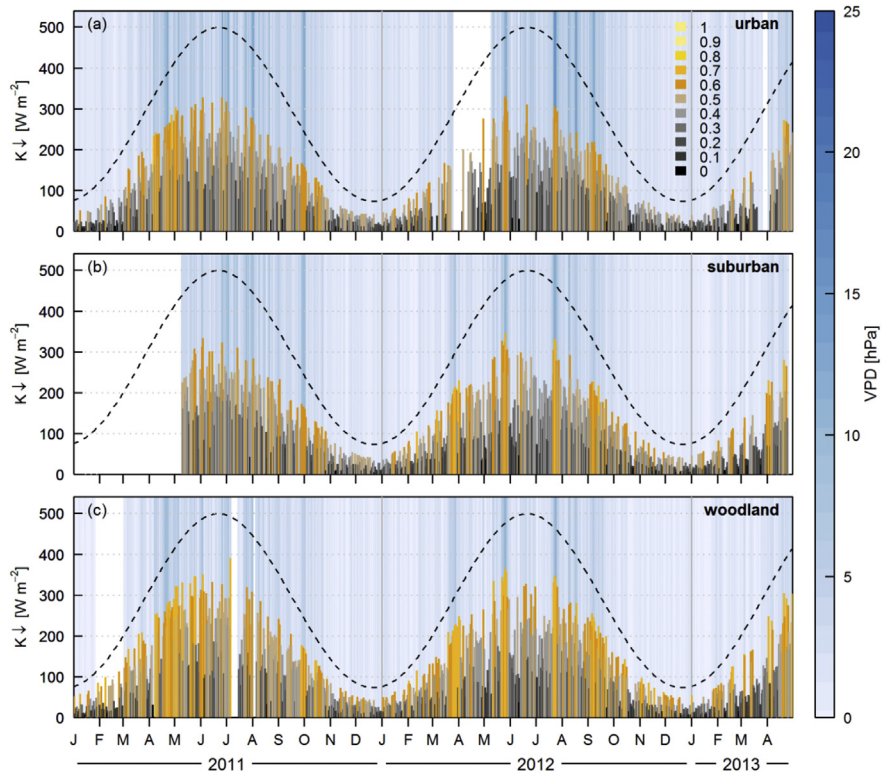 (a)
urban
K↓ [W m⁻²]
500
400
300
200
100
0
1
0.9
0.8
0.7
0.6
0.5
0.4
0.3
0.2
0.1
0
(b)
suburban
K↓ [W m⁻²]
500
400
300
200
100
0
(c)
woodland
K↓ [W m⁻²]
500
400
300
200
100
0
J F M A M J J A S O N D J F M A M J J A S O N D J F M A
2011 2012 2013
25
20
15
10
5
0
VPD [hPa]